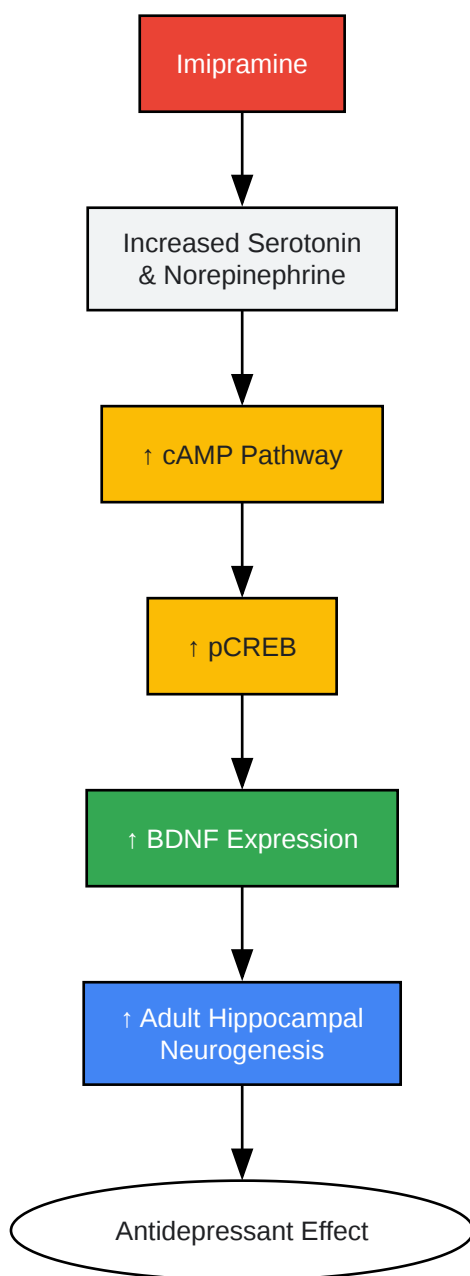 Imipramine
Increased Serotonin
& Norepinephrine
↑ cAMP Pathway
↑ pCREB
↑ BDNF Expression
↑ Adult Hippocampal
Neurogenesis
Antidepressant Effect